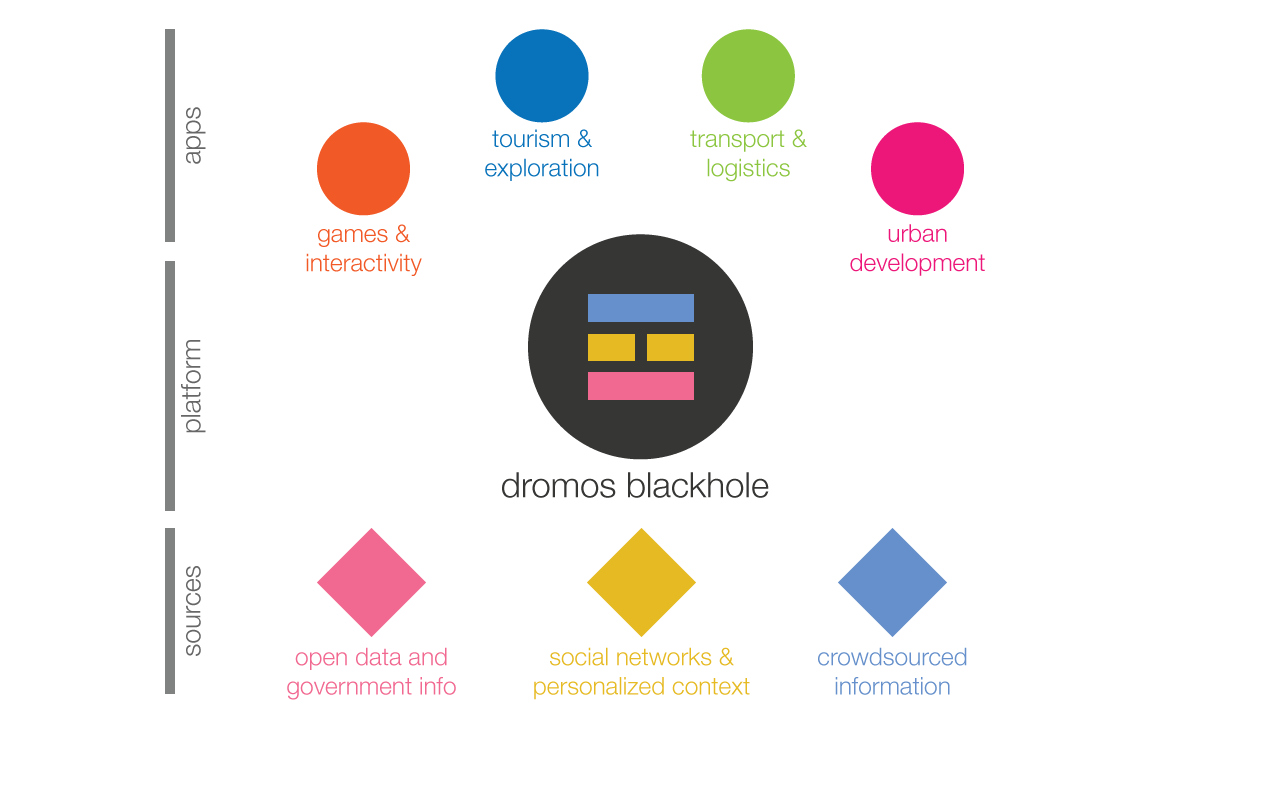 apps
tourism &
exploration
transport &
logistics
games &
interactivity
urban
development
platform
dromos blackhole
sources
open data and
government info
social networks &
personalized context
crowdsourced
information